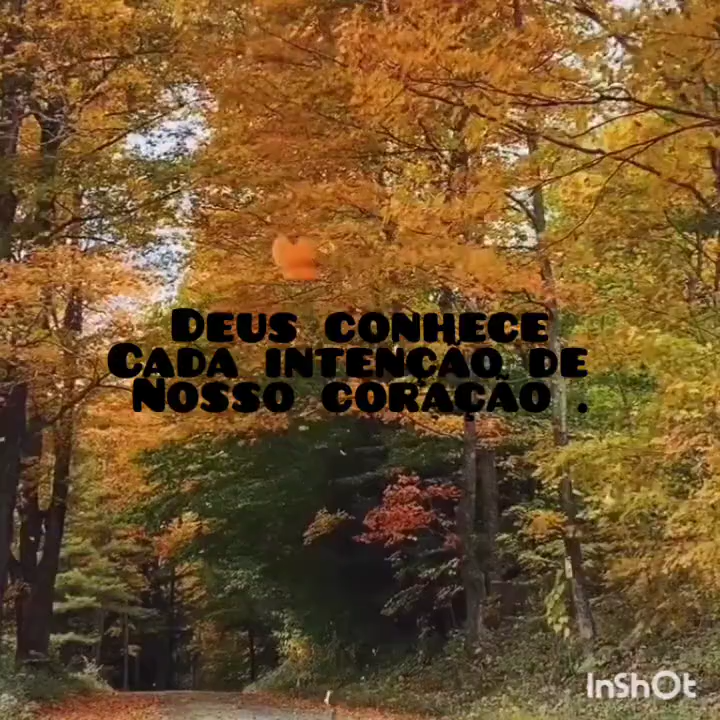 Deus conhece
Cada intenção de
Nosso coração .
InShOt